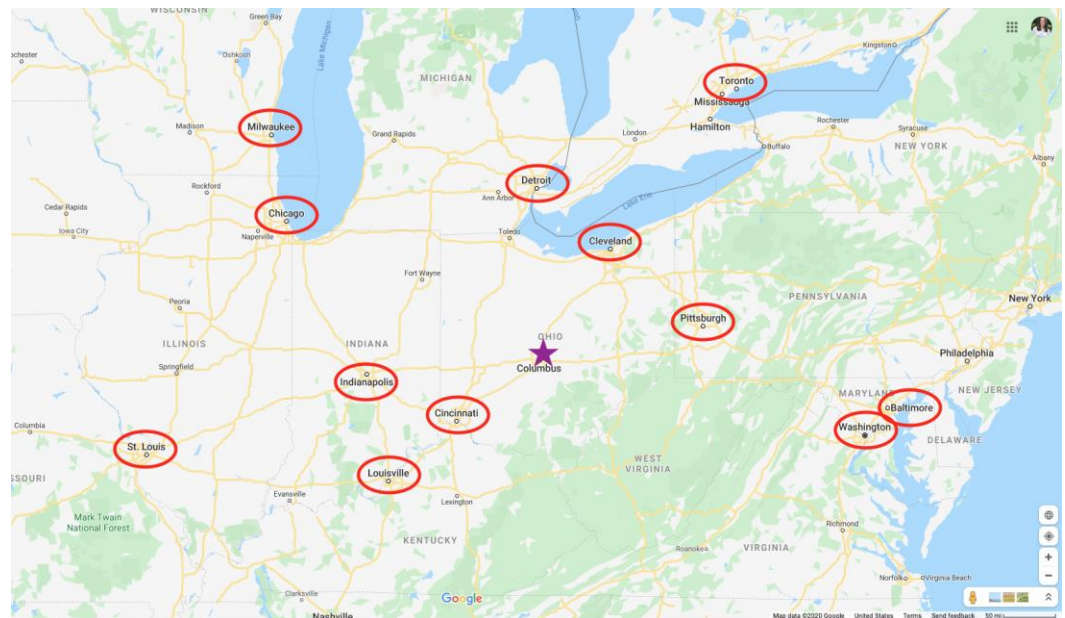 WISCONSIN
Green Bay
Rochester
Oshkosh
Lake Michigan
MICHIGAN
Kingston
Toronto
Mississauga
Hamilton
Milwaukee
Madison
Grand Rapids
London
Rochester
Syracuse
Buffalo
NEW YORK
Albany
Detroit
Ann Arbor
Rockford
Lake Erie
Chicago
Cedar Rapids
Iowa City
Naperville
Toledo
Cleveland
Fort Wayne
Peoria
PENNSYLVANIA
New York
Pittsburgh
ILLINOIS
INDIANA
OHIO
Philadelphia
Springfield
Columbus
Indianapolis
MARYLAND
NEW JERSEY
Baltimore
Cincinnati
Columbia
Washington
DELAWARE
St. Louis
WEST
VIRGINIA
Louisville
SSOURI
Evansville
Lexington
Mark Twain
National Forest
Richmond
KENTUCKY
Roanoke
VIRGINIA
Norfolk
Virginia Beach
Clarksville
Google
Nashville
Map data ©2020 Google United States Terms Send feedback 50 mi